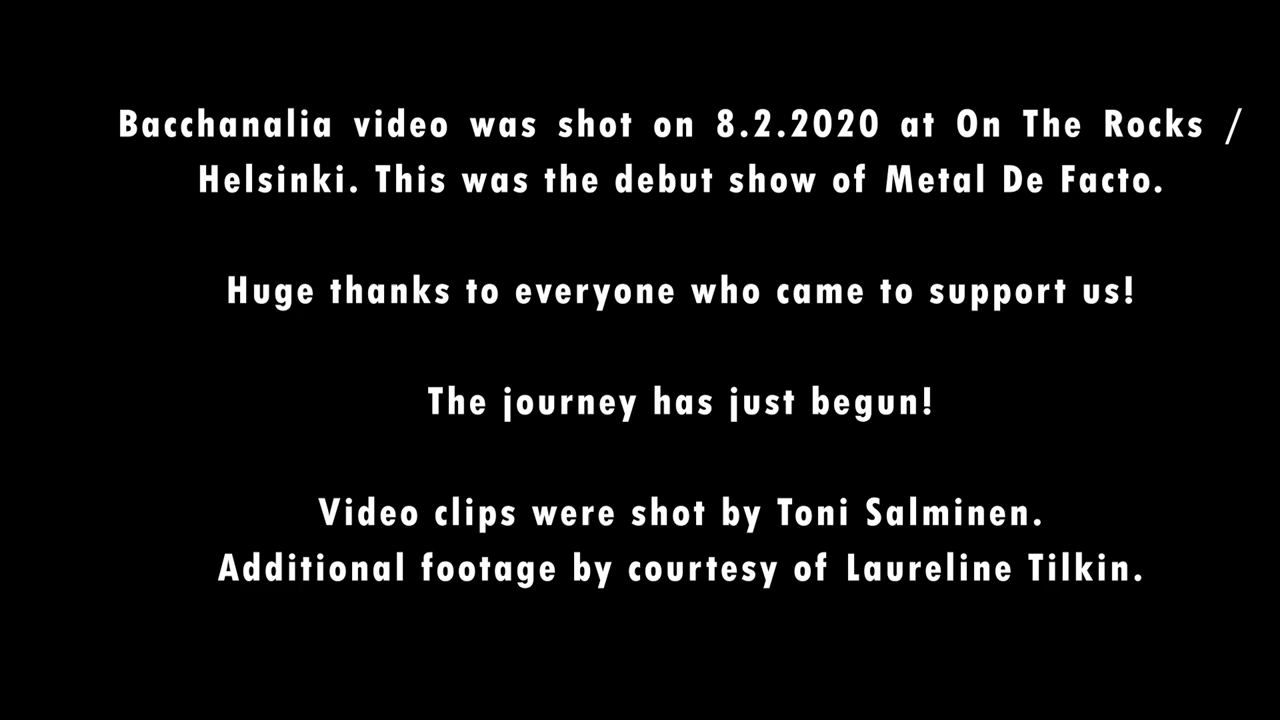 Bacchanalia video was shot on 8.2.2020 at On The Rocks /
Helsinki. This was the debut show of Metal De Facto.
Huge thanks to everyone who came to support us!
The journey has just begun!
Video clips were shot by Toni Salminen.
Additional footage by courtesy of Laureline Tilkin.